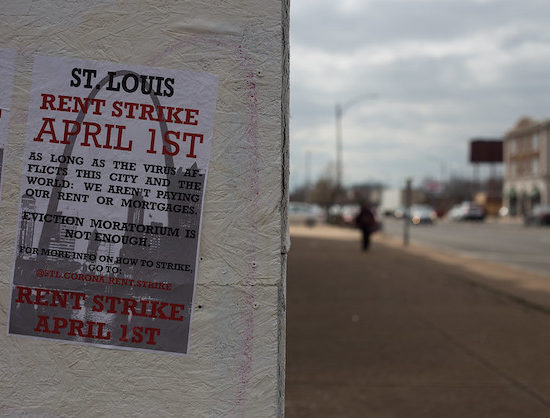 ST. LOUIS
RENT STRIKE
APRIL 1ST
AS LONG AS THE VIRUS AF-
FLICTS THIS CITY AND THE
WORLD: WE AREN'T PAYING
OUR RENT OR MORTGAGES.
EVICTION MORATORIUM IS
NOT ENOUGH.
FOR MORE INFO ON HOW TO STRIKE,
GO TO:
@STL.CORONA.RENT.STRIKE
RENT STRIKE
APRIL 1ST